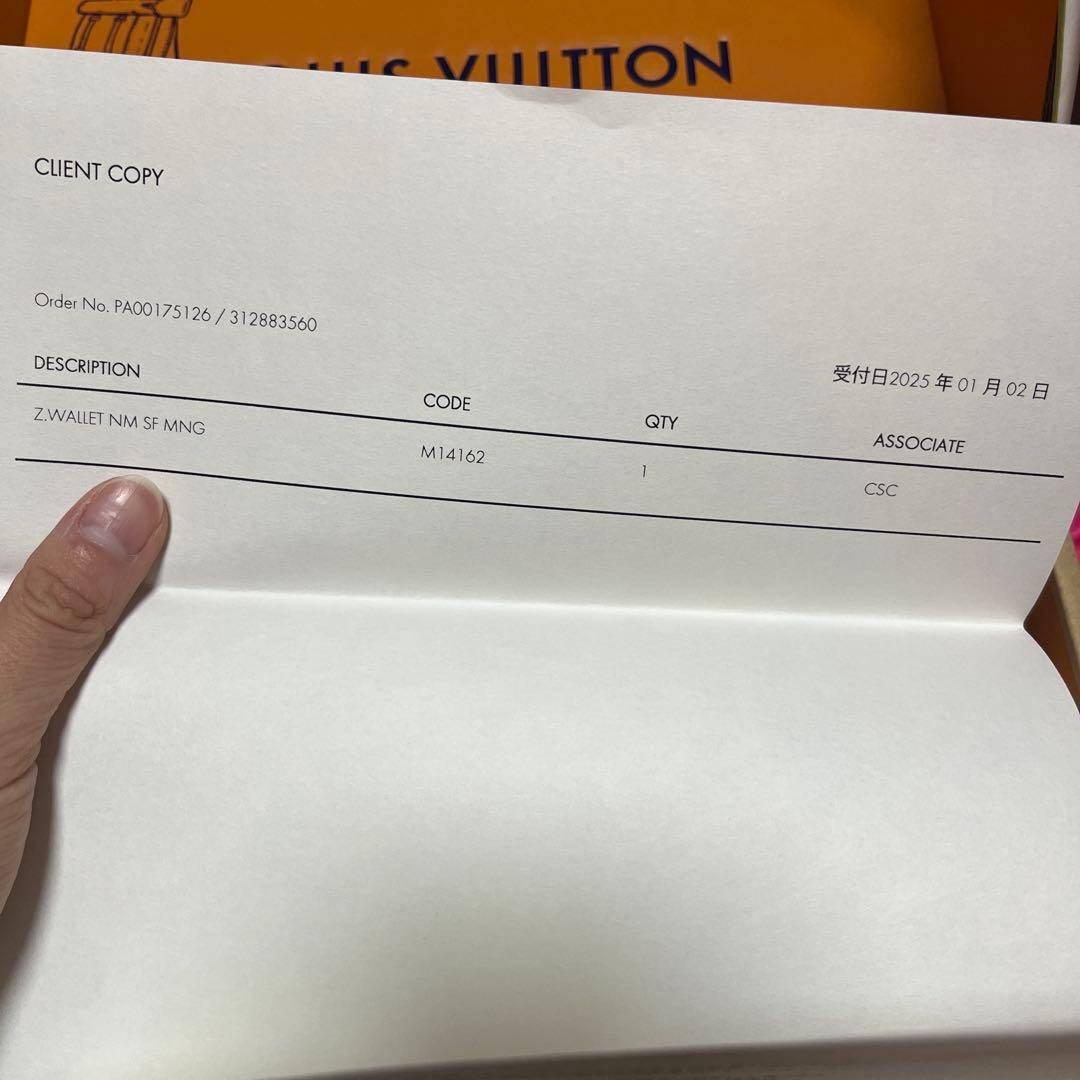 LOUIS VUITTON
CLIENT COPY
Order No. PA00175126 / 312883560
受付日2025 年 01 月 02 日
DESCRIPTION CODE QTY ASSOCIATE
Z.WALLET NM SF MNG M14162 1 CSC